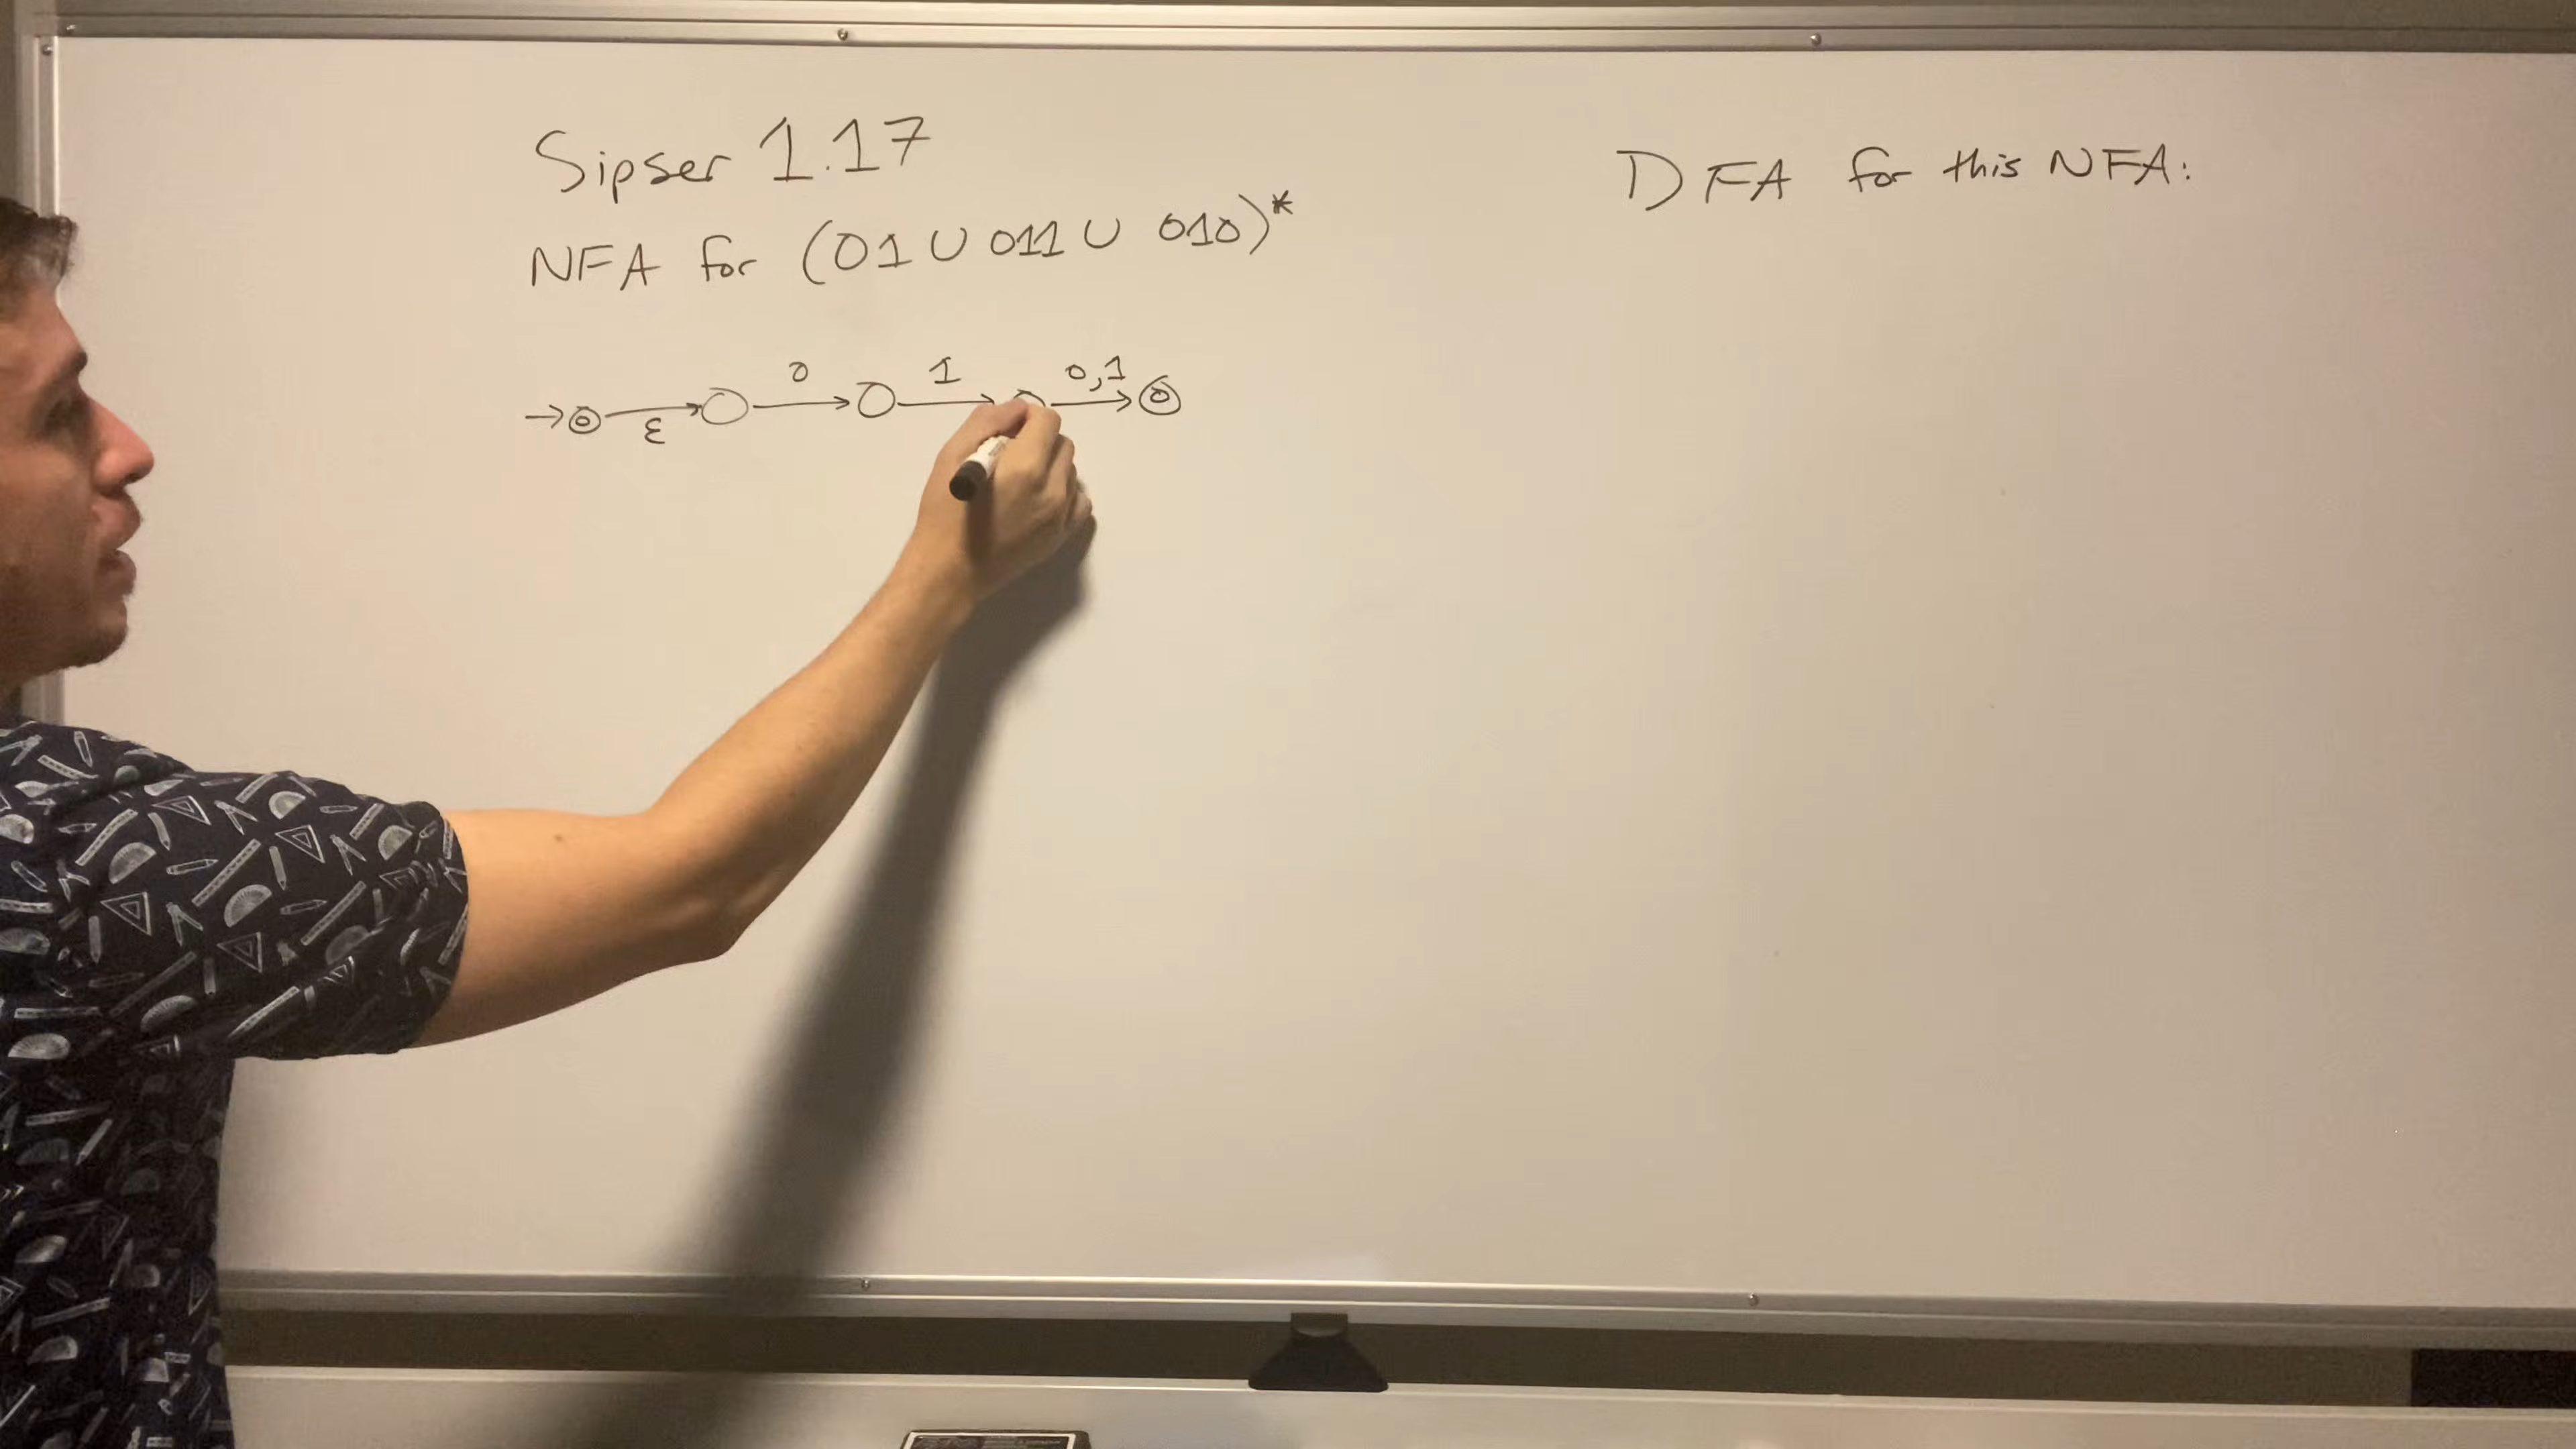 Sipser 1.17
NFA for (01 ∪ 011 ∪ 010)*
0 1 0,1
ε
DFA for this NFA: